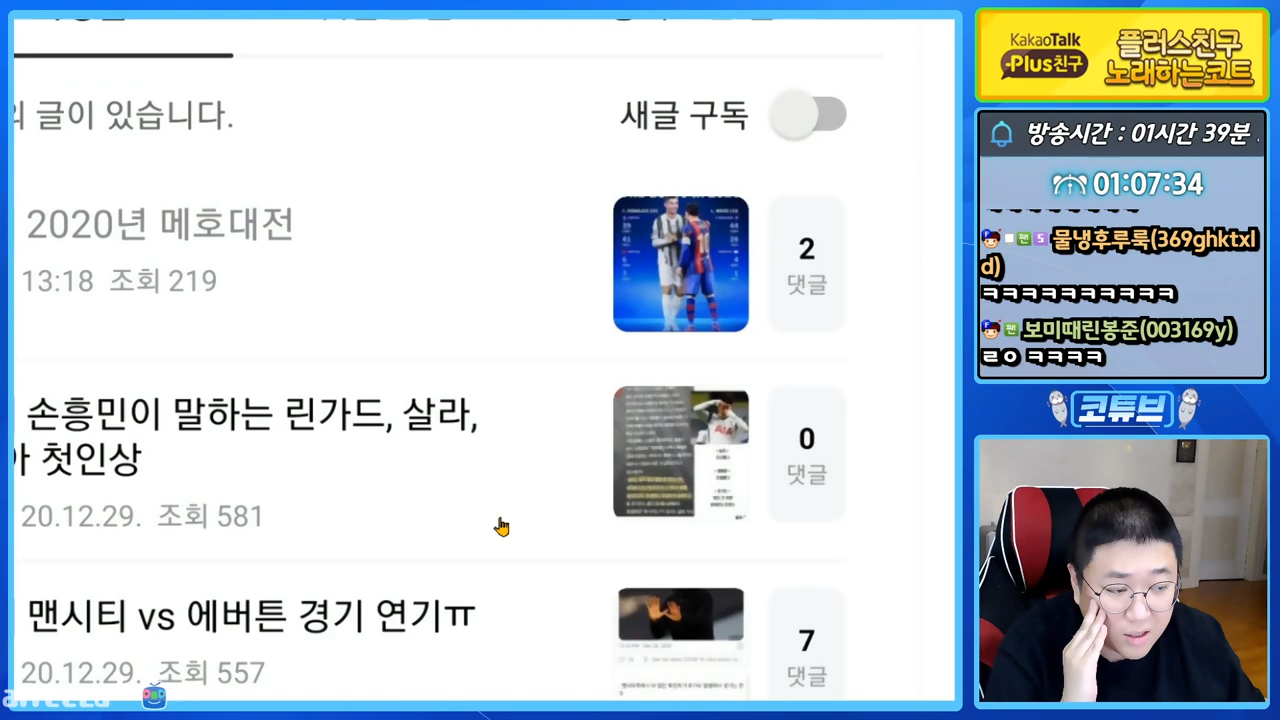 글이 있습니다.
새글 구독
2020년 메호대전
13:18 조회 219
2
댓글
손흥민이 말하는 린가드, 살라,
첫인상
20.12.29. 조회 581
0
댓글
맨시티 vs 에버튼 경기 연기ㅠ
20.12.29. 조회 557
7
댓글
KakaoTalk
Plus친구
플러스친구
노래하는코트
방송시간 : 01시간 39분
01:07:34
팬 5 물냉후루룩(369ghktxl
d)
ㅋㅋㅋㅋㅋㅋㅋㅋㅋㅋ
팬 보미때린봉준(003169y)
ㄹㅇ ㅋㅋㅋㅋ
코튜브